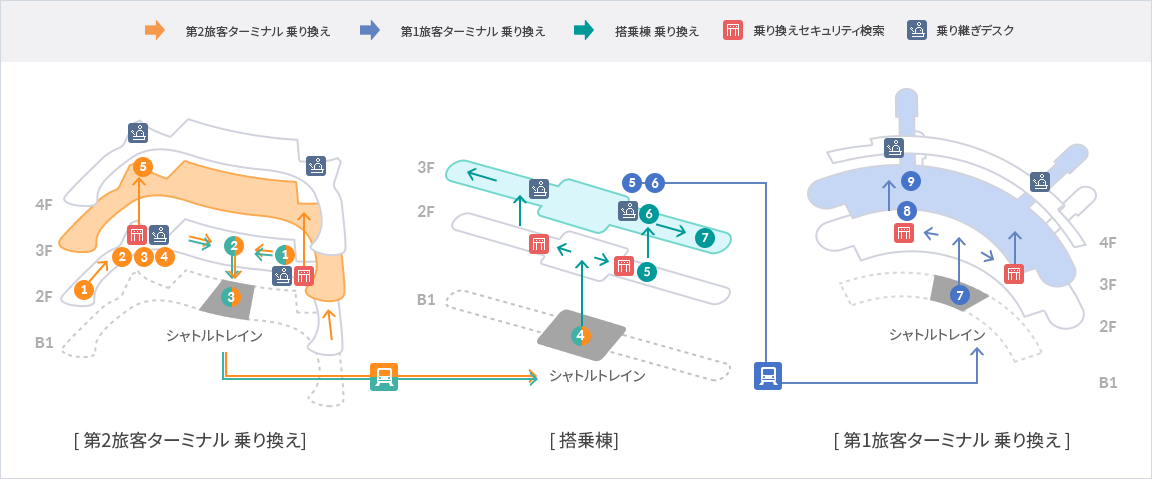 第2旅客ターミナル 乗り換え
第1旅客ターミナル 乗り換え
搭乗棟 乗り換え
乗り換えセキュリティ検索
乗り継ぎデスク
4F
3F
2F
B1
5
2
3
4
1
2
1
3
シャトルトレイン
3F
2F
B1
5
6
6
7
5
4
シャトルトレイン
9
8
7
シャトルトレイン
4F
3F
2F
B1
[ 第2旅客ターミナル 乗り換え]
[ 搭乗棟]
[ 第1旅客ターミナル 乗り換え ]